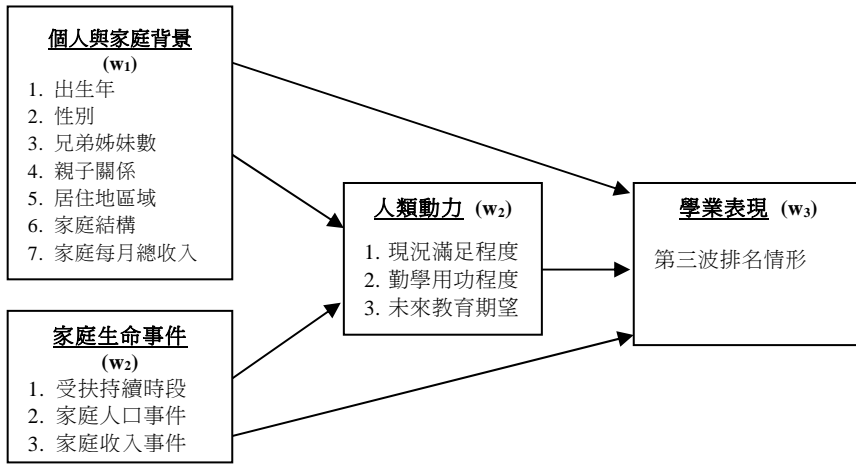 個人與家庭背景
(w₁)
1. 出生年
2. 性別
3. 兄弟姊妹數
4. 親子關係
5. 居住地區域
6. 家庭結構
7. 家庭每月總收入
家庭生命事件
(w₂)
1. 受扶持續時段
2. 家庭人口事件
3. 家庭收入事件
人類動力 (w₂)
1. 現況滿足程度
2. 勤學用功程度
3. 未來教育期望
學業表現 (w₃)
第三波排名情形